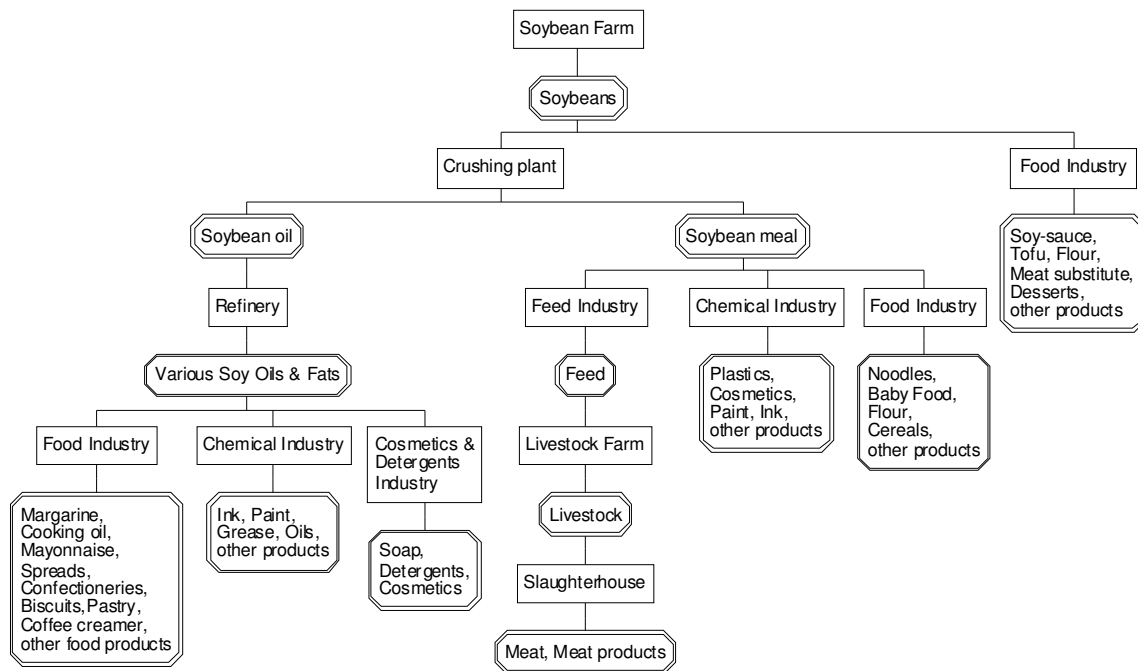 Soybean Farm
Soybeans
Crushing plant
Food Industry
Soybean oil
Soybean meal
Soy-sauce,
Tofu, Flour,
Meat substitute,
Desserts,
other products
Refinery
Feed Industry
Chemical Industry
Food Industry
Various Soy Oils & Fats
Feed
Plastics,
Cosmetics,
Paint, Ink,
other products
Noodles,
Baby Food,
Flour,
Cereals,
other products
Food Industry
Chemical Industry
Cosmetics &
Detergents
Industry
Livestock Farm
Margarine,
Cooking oil,
Mayonnaise,
Spreads,
Confectioneries,
Biscuits,Pastry,
Coffee creamer,
other food products
Ink, Paint,
Grease, Oils,
other products
Soap,
Detergents,
Cosmetics
Livestock
Slaughterhouse
Meat, Meat products